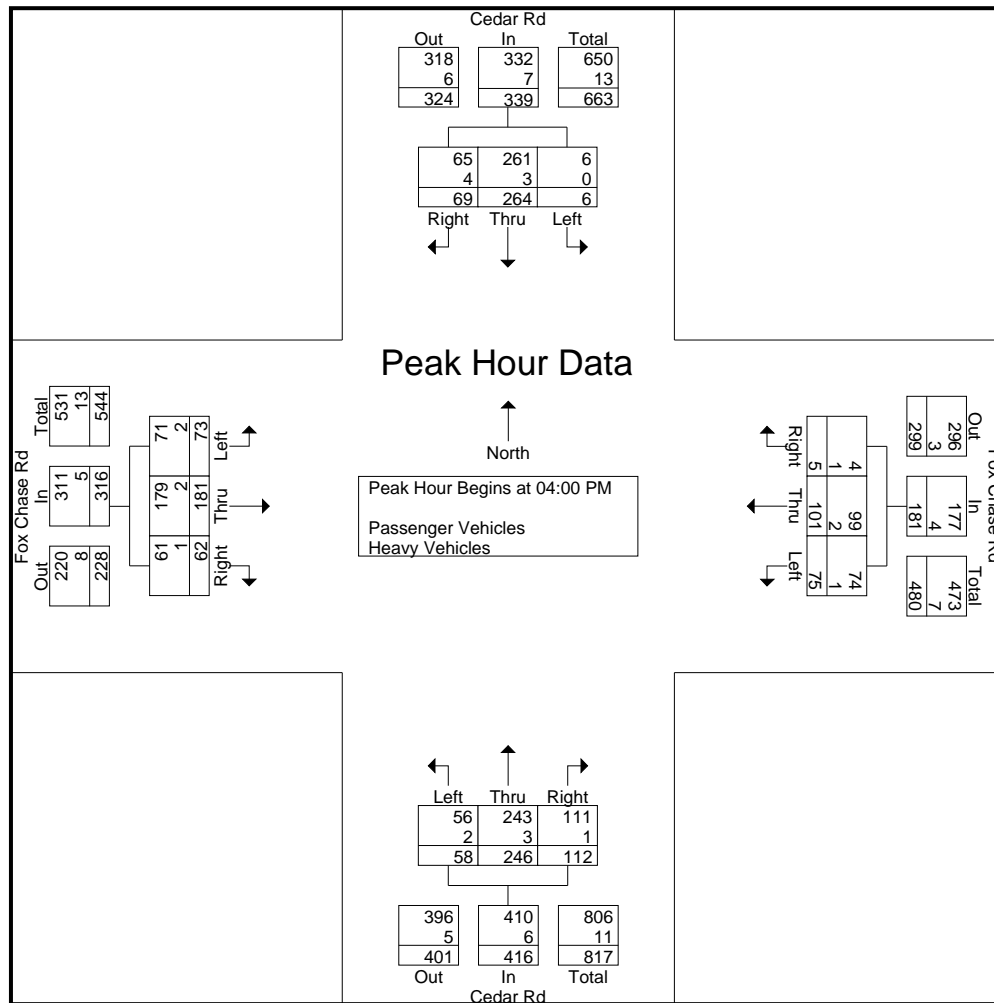 Cedar Rd
Out In Total
318 332 650
6 7 13
324 339 663
65 261 6
4 3 0
69 264 6
Right Thru Left
Peak Hour Data
North
Peak Hour Begins at 04:00 PM
Passenger Vehicles
Heavy Vehicles
Fox Chase Rd
Total In Out
531 311 220
13 5 8
544 316 228
71 179 61
2 2 1
73 181 62
Left Thru Right
Right Thru Left
4 99 74
1 2 1
5 101 75
Out In Total
296 177 473
3 4 7
299 181 480
Fox Chase Rd
Left Thru Right
56 243 111
2 3 1
58 246 112
396 410 806
5 6 11
401 416 817
Out In Total
Cedar Rd